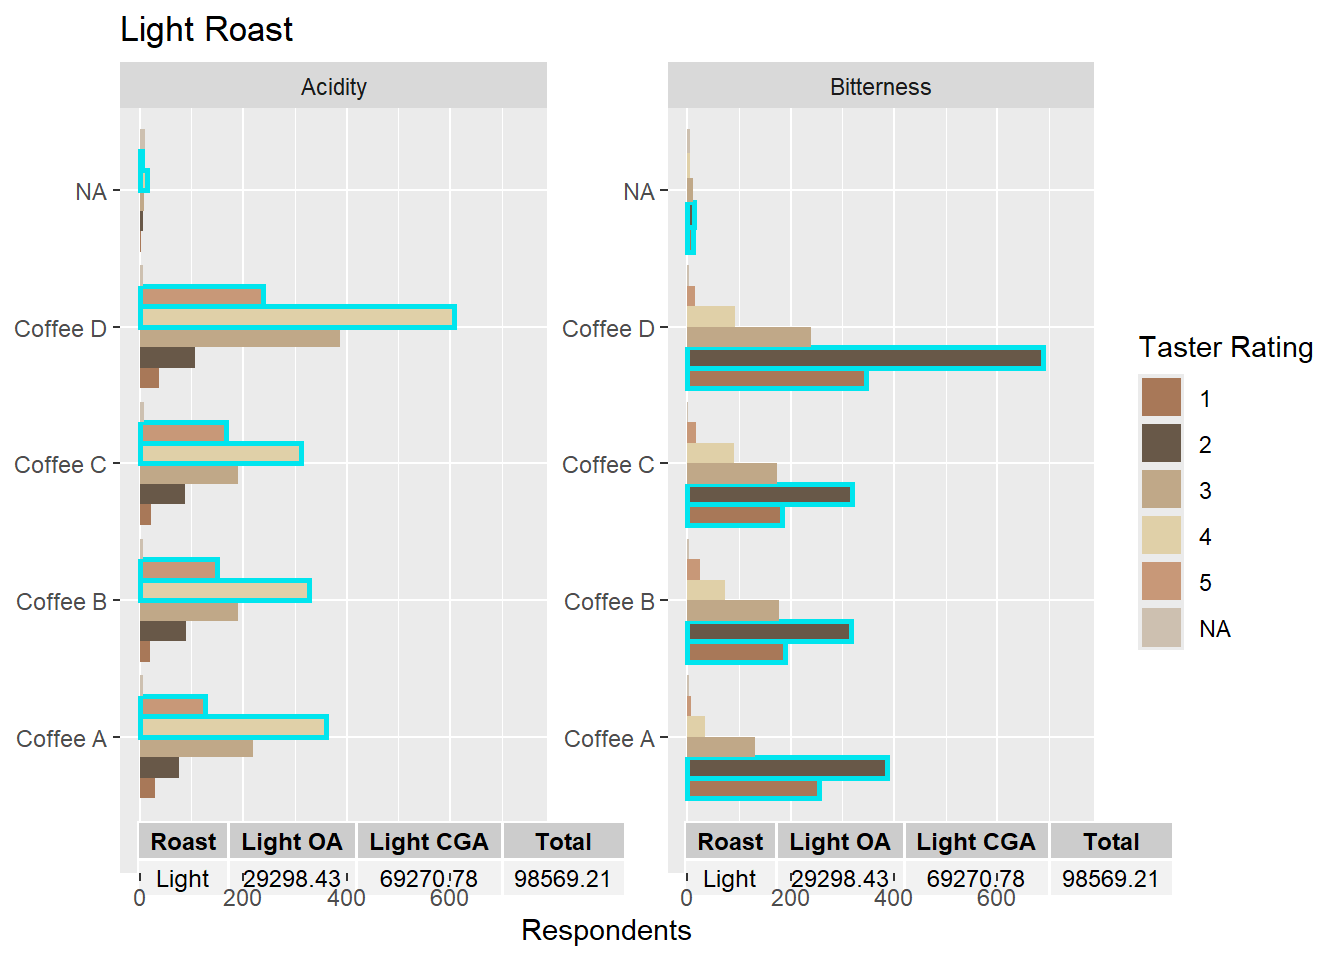 Light Roast
Acidity
Bitterness
NA
Coffee D
Coffee C
Coffee B
Coffee A
NA
Coffee D
Coffee C
Coffee B
Coffee A
Taster Rating
1
2
3
4
5
NA
Roast Light OA Light CGA Total
Light 29298.43 69270.78 98569.21
Roast Light OA Light CGA Total
Light 29298.43 69270.78 98569.21
0 200 400 600
0 200 400 600
Respondents